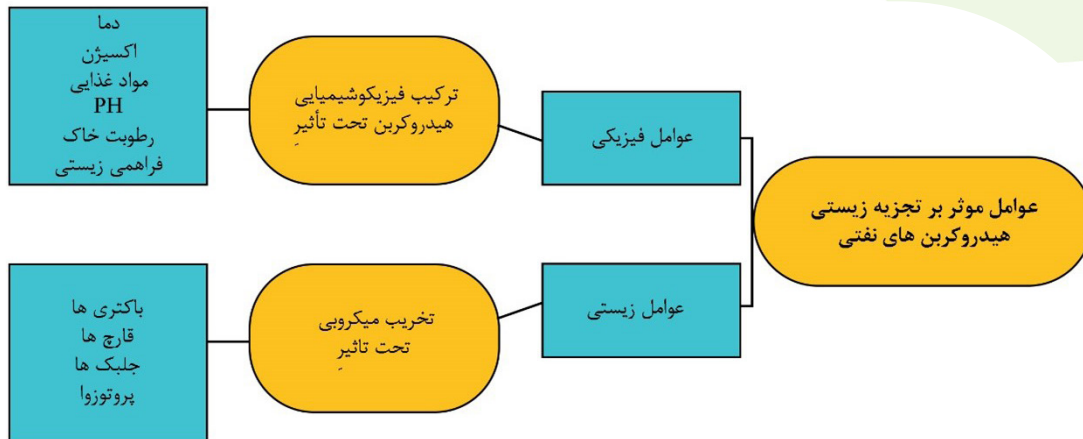 عوامل موثر بر تجزیه زیستی
هیدروکربن های نفتی
عوامل فیزیکی
ترکیب فیزیکوشیمیایی
هیدروکربن تحت تأثیرِ
دما
اکسیژن
مواد غذایی
PH
رطوبت خاک
فراهمی زیستی
عوامل زیستی
تخریب میکروبی
تحت تاثیرِ
باکتری ها
قارچ ها
جلبک ها
پروتوزوا